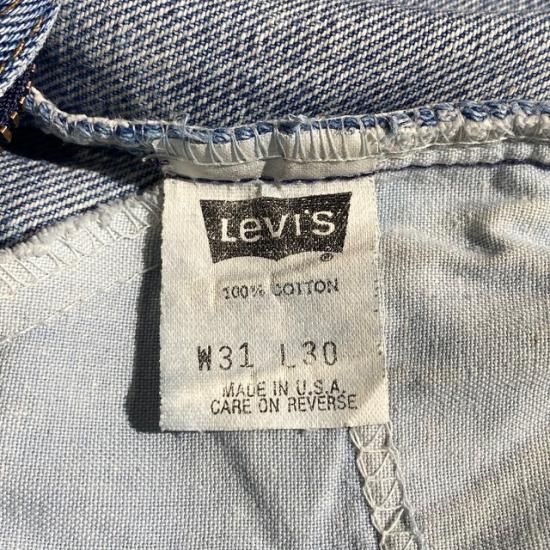 Levi's
®
100% COTTON
W31 L30
MADE IN U.S.A.
CARE ON REVERSE